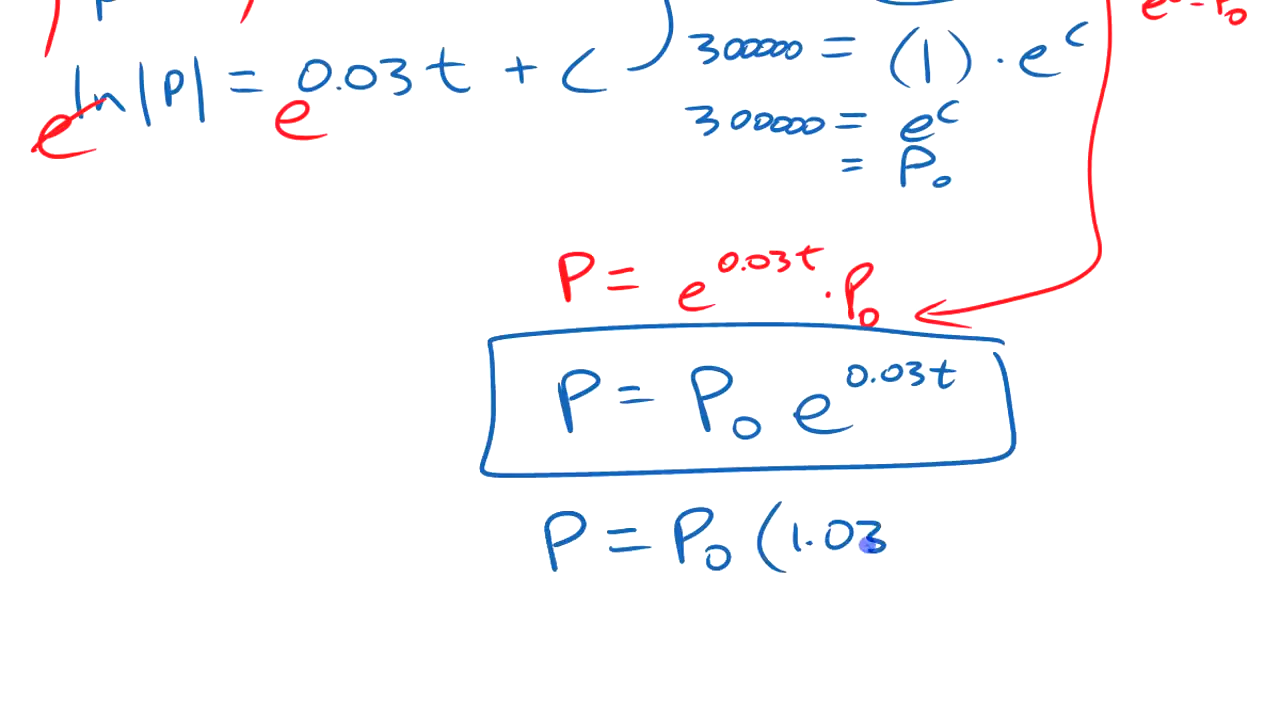 ln|P| = 0.03t + C
e e
300000 = (1) · e^c
300000 = e^c
= P₀
P = e^0.03t · P₀
P = P₀ e^0.03t
P = P₀ (1.03